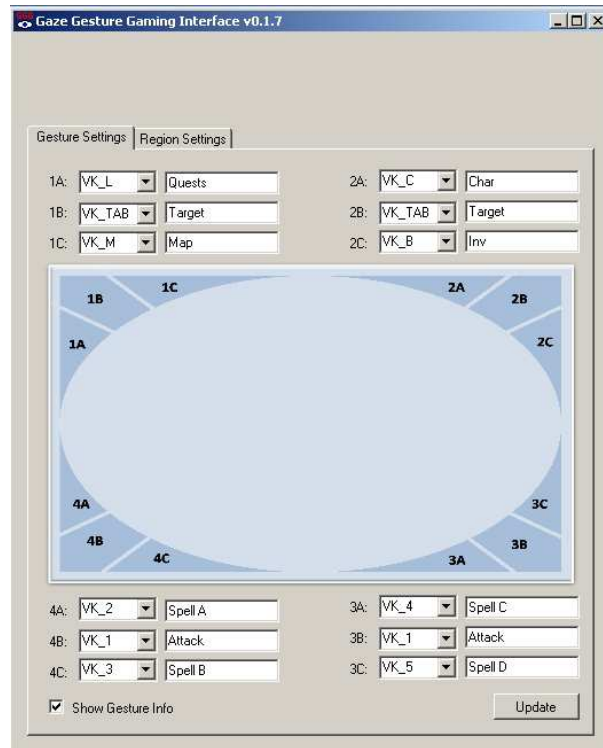 Gaze Gesture Gaming Interface v0.1.7
Gesture Settings Region Settings
1A: VK_L Quests 2A: VK_C Char
1B: VK_TAB Target 2B: VK_TAB Target
1C: VK_M Map 2C: VK_B Inv
1C 2A
1B 2B
1A 2C
4A 3C
4B 3B
4C 3A
4A: VK_2 Spell A 3A: VK_4 Spell C
4B: VK_1 Attack 3B: VK_1 Attack
4C: VK_3 Spell B 3C: VK_5 Spell D
Show Gesture Info Update